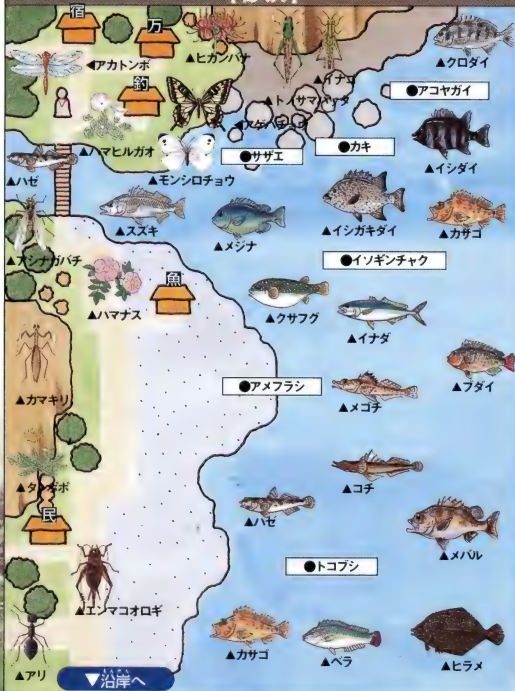 宿
万
▲ヒガンバナ
▲クロダイ
◀アカトンボ
釣
▲イナゴ
▲トノサマバッタ
●アコヤガイ
▲アゲハチョウ
▲ハマヒルガオ
●サザエ
●カキ
▲イシダイ
▲ハゼ
▲モンシロチョウ
▲スズキ
▲メジナ
▲イシガキダイ
▲カサゴ
▲アシナガバチ
●イソギンチャク
魚
▲ハマナス
▲クサフグ
▲イナダ
▲ブダイ
▲カマキリ
●アメフラシ
▲メゴチ
▲タンポポ
▲コチ
▲ハゼ
民
▲メバル
●トコブシ
▲エンマコオロギ
▲カサゴ
▲ベラ
▲ヒラメ
▲アリ
▼沿岸へ